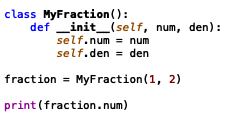 class MyFraction():
    def __init__(self, num, den):
        self.num = num
        self.den = den
fraction = MyFraction(1, 2)
print(fraction.num)